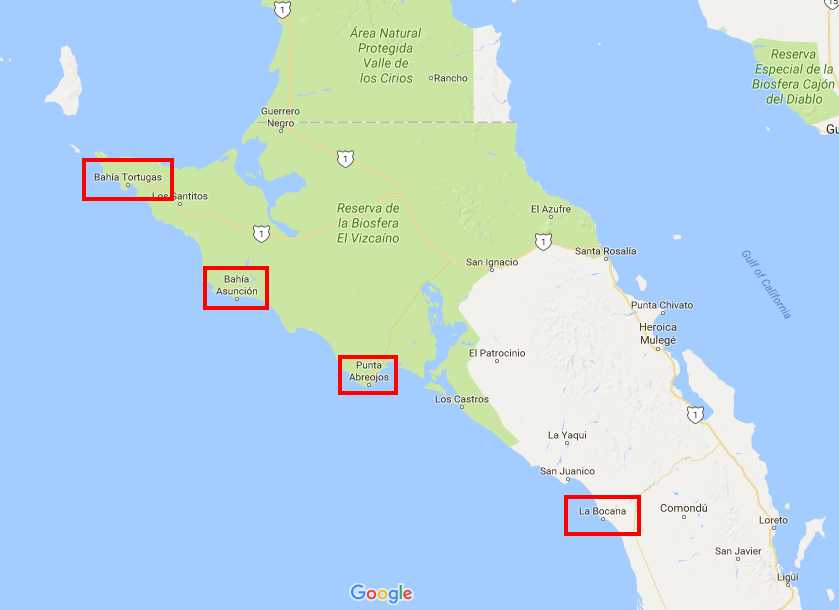 1
15
Área Natural
Protegida
Valle de
los Cirios
Rancho
Reserva
Especial de la
Biosfera Cajón
del Diablo
Guerrero
Negro
Gu
1
Bahía Tortugas
Los Santitos
Reserva de
la Biosfera
El Vizcaíno
El Azufre
1
1
Santa Rosalía
San Ignacio
Gulf of California
Bahía
Asunción
Punta Chivato
Heroica
Mulegé
El Patrocinio
Punta
Abreojos
Los Castros
1
La Yaqui
San Juanico
La Bocana
Comondú
Loreto
San Javier
Ligüí
Google